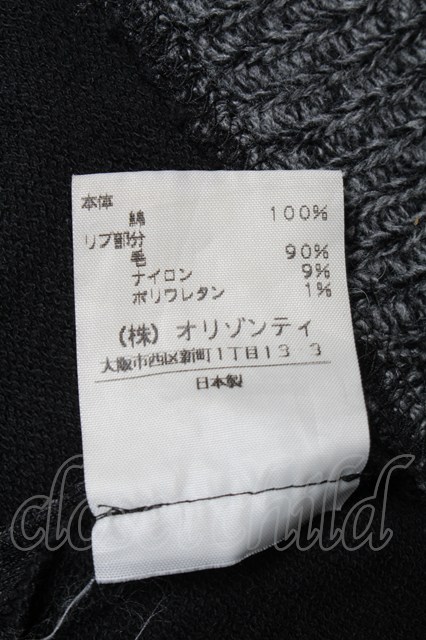 本体
綿 100%
リブ部分
毛 90%
ナイロン 9%
ポリウレタン 1%
(株) オリゾンティ
大阪市西区新町1丁目13-3
日本製
closet child